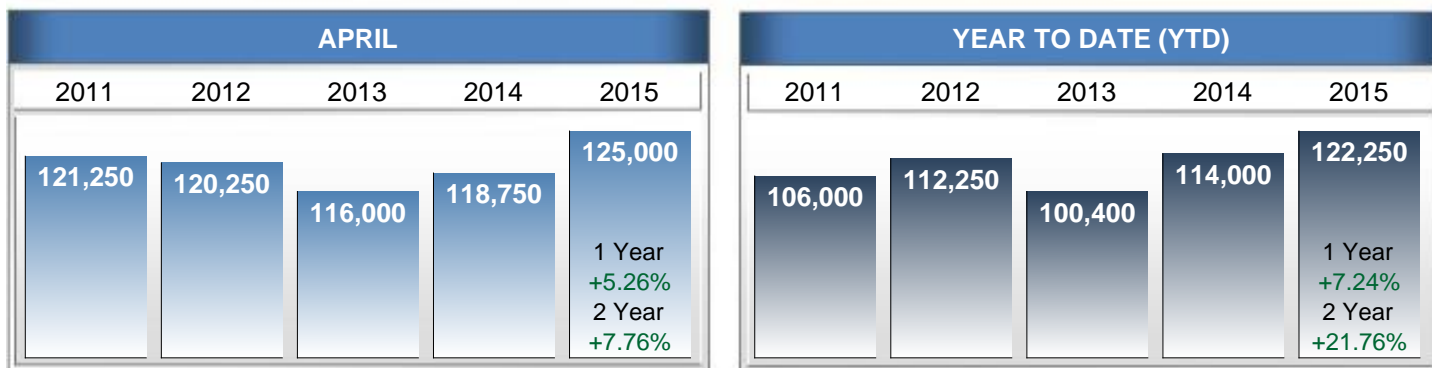 APRIL
2011 2012 2013 2014 2015
121,250 120,250 116,000 118,750 125,000
1 Year
+5.26%
2 Year
+7.76%
YEAR TO DATE (YTD)
2011 2012 2013 2014 2015
106,000 112,250 100,400 114,000 122,250
1 Year
+7.24%
2 Year
+21.76%